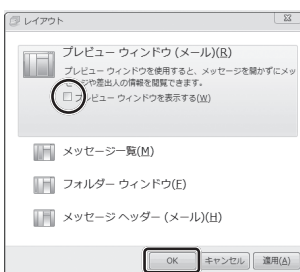 レイアウト
プレビュー ウィンドウ (メール)(R)
プレビュー ウィンドウを使用すると、メッセージを開かずにメッ
セージや差出人の情報を閲覧できます。
プレビュー ウィンドウを表示する(W)
メッセージ一覧(M)
フォルダー ウィンドウ(F)
メッセージ ヘッダー (メール)(H)
OK キャンセル 適用(A)